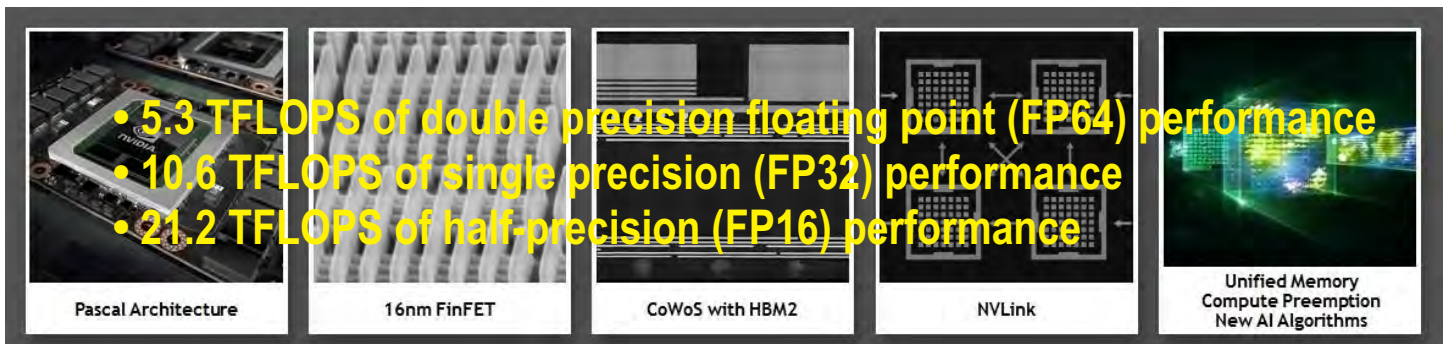 • 5.3 TFLOPS of double precision floating point (FP64) performance
• 10.6 TFLOPS of single precision (FP32) performance
• 21.2 TFLOPS of half-precision (FP16) performance
NVIDIA
Pascal Architecture
16nm FinFET
CoWoS with HBM2
NVLink
Unified Memory
Compute Preemption
New AI Algorithms